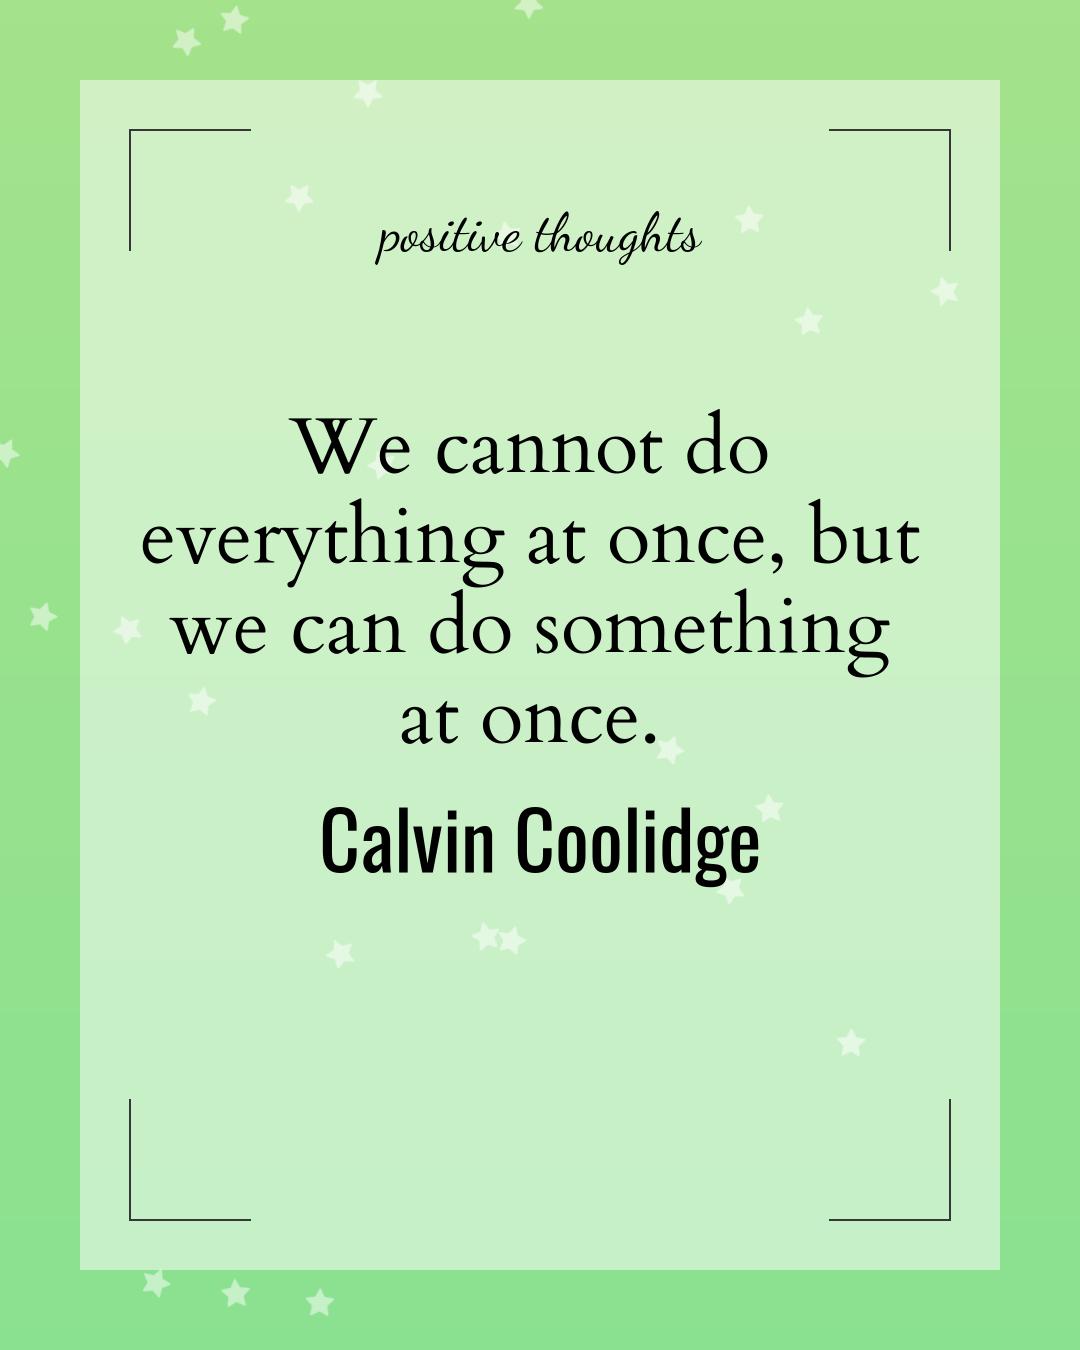 positive thoughts
We cannot do
everything at once, but
we can do something
at once.
Calvin Coolidge